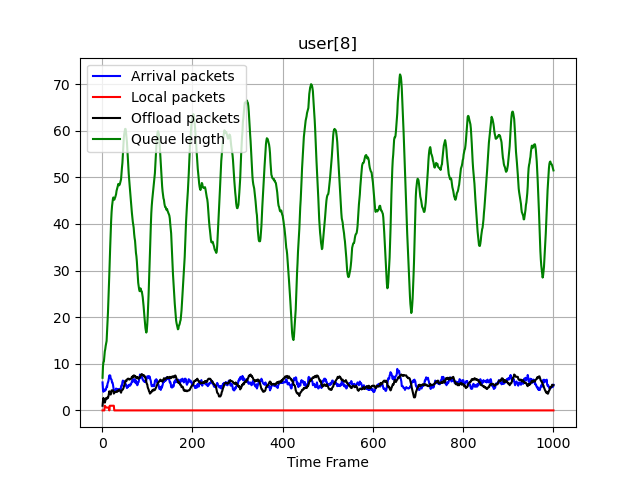 user[8]
Arrival packets
Local packets
Offload packets
Queue length
70
60
50
40
30
20
10
0
0 200 400 600 800 1000
Time Frame